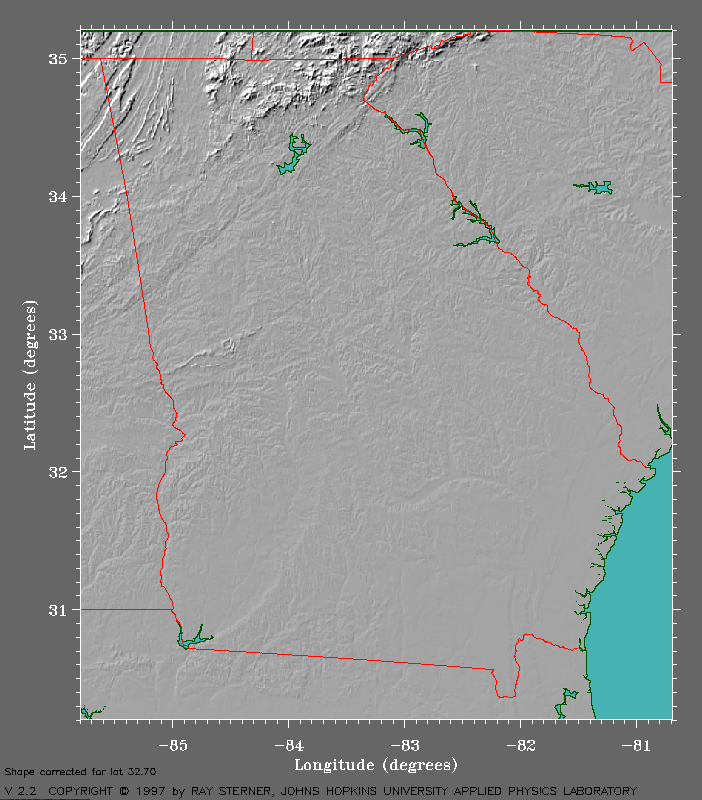 35
34
33
32
31
Latitude (degrees)
-85 -84 -83 -82 -81
Longitude (degrees)
Shape corrected for lat 32.70
V 2.2 COPYRIGHT © 1997 by RAY STERNER, JOHNS HOPKINS UNIVERSITY APPLIED PHYSICS LABORATORY